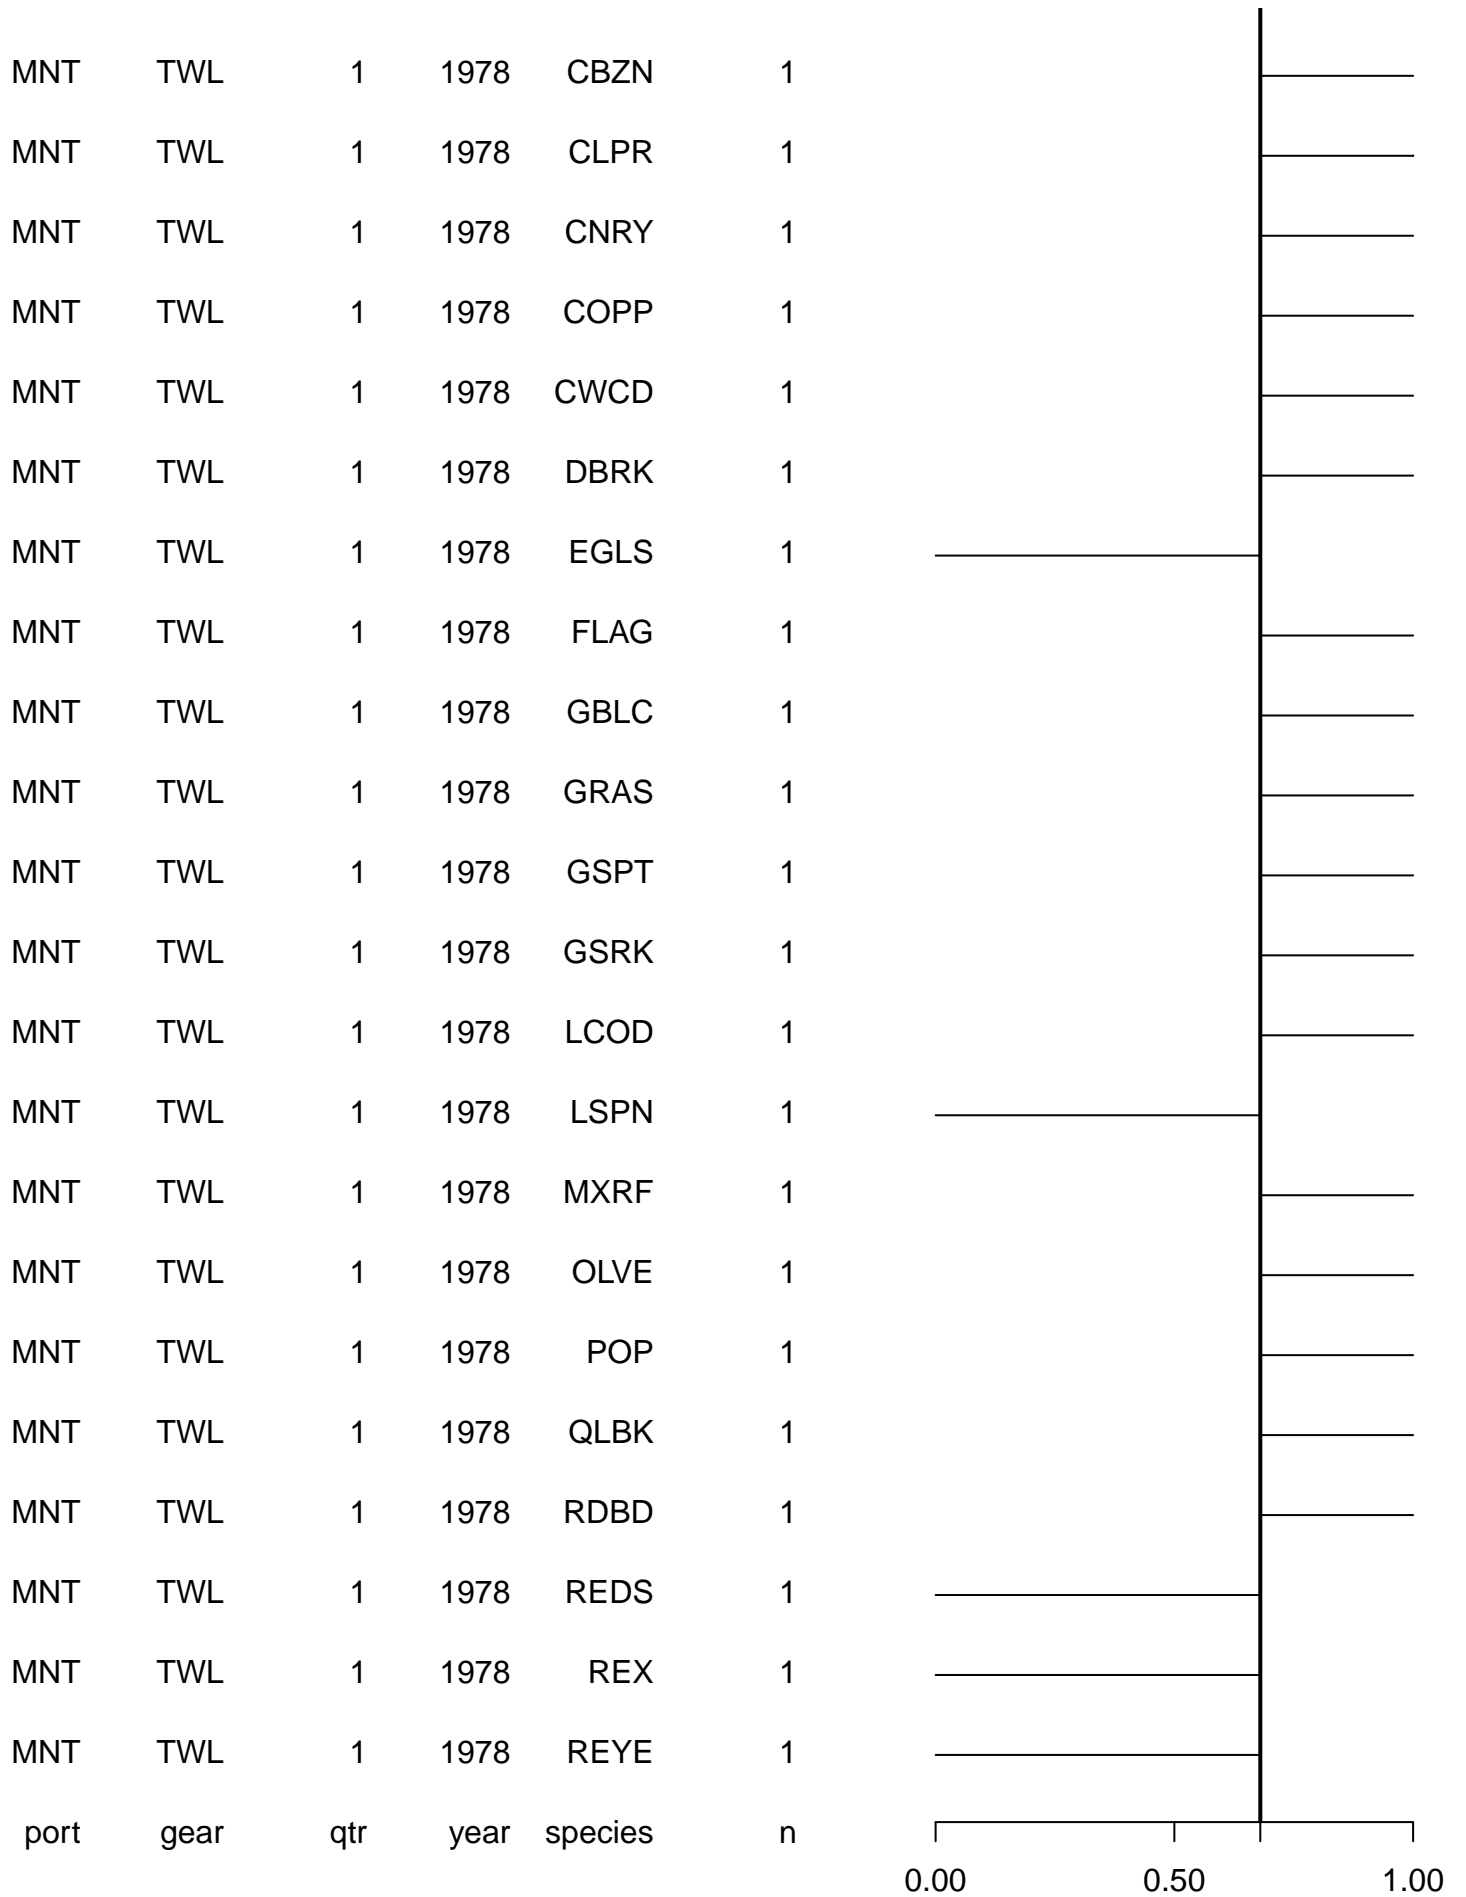 MNT TWL 1 1978 CBZN 1
MNT TWL 1 1978 CLPR 1
MNT TWL 1 1978 CNRY 1
MNT TWL 1 1978 COPP 1
MNT TWL 1 1978 CWCD 1
MNT TWL 1 1978 DBRK 1
MNT TWL 1 1978 EGLS 1
MNT TWL 1 1978 FLAG 1
MNT TWL 1 1978 GBLC 1
MNT TWL 1 1978 GRAS 1
MNT TWL 1 1978 GSPT 1
MNT TWL 1 1978 GSRK 1
MNT TWL 1 1978 LCOD 1
MNT TWL 1 1978 LSPN 1
MNT TWL 1 1978 MXRF 1
MNT TWL 1 1978 OLVE 1
MNT TWL 1 1978 POP 1
MNT TWL 1 1978 QLBK 1
MNT TWL 1 1978 RDBD 1
MNT TWL 1 1978 REDS 1
MNT TWL 1 1978 REX 1
MNT TWL 1 1978 REYE 1
port gear qtr year species n
0.00 0.50 1.00